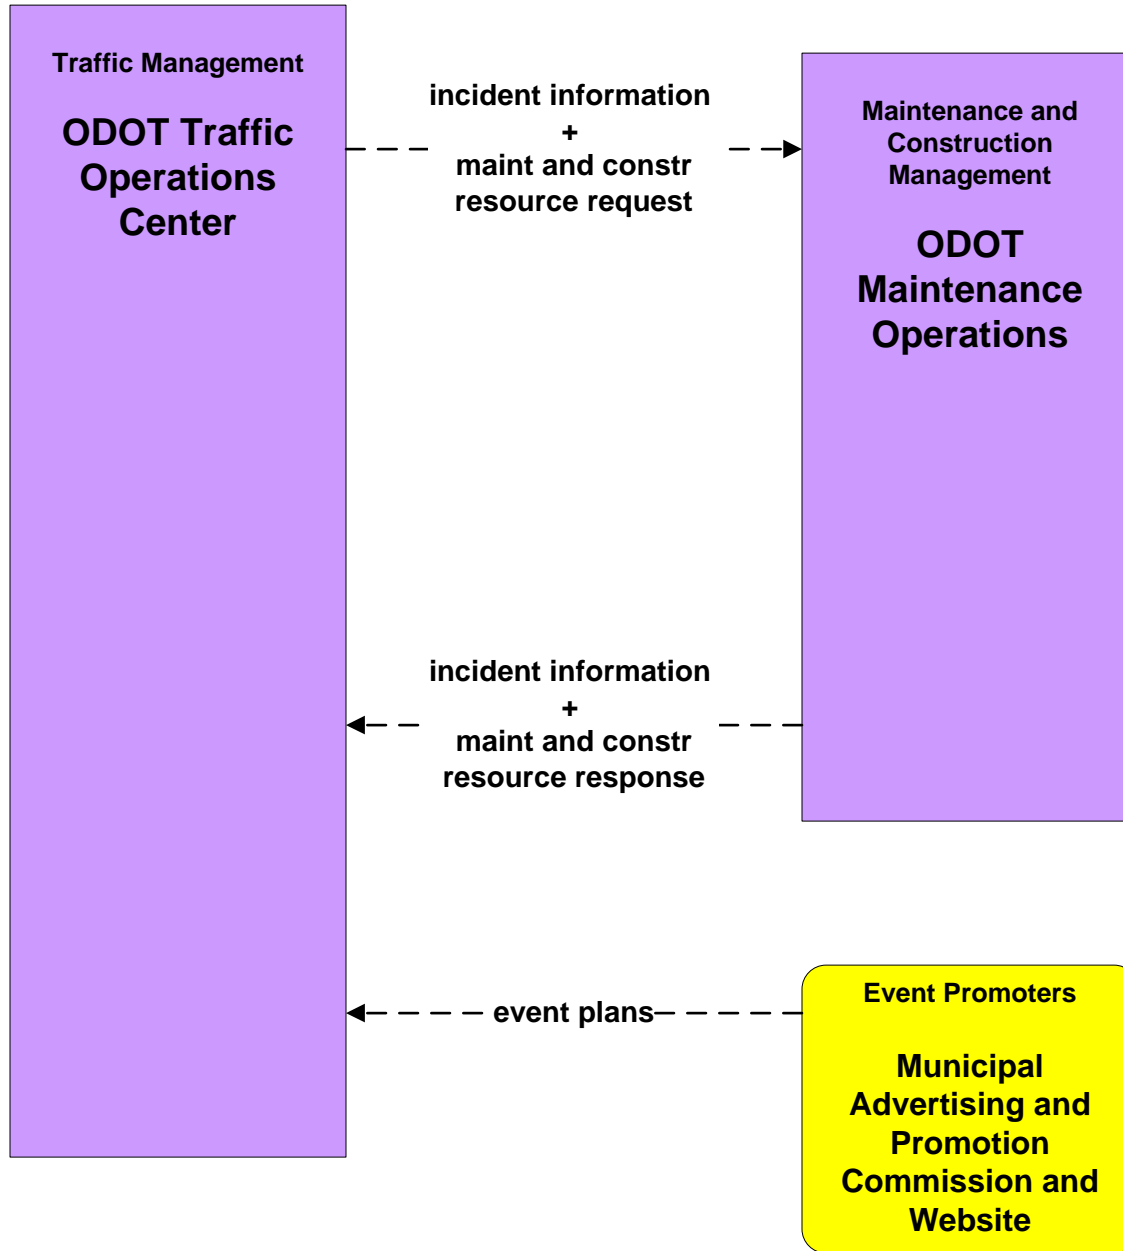 Traffic Management
ODOT Traffic
Operations
Center
incident information
+
maint and constr
resource request
Maintenance and
Construction
Management
ODOT
Maintenance
Operations
incident information
+
maint and constr
resource response
event plans
Event Promoters
Municipal
Advertising and
Promotion
Commission and
Website